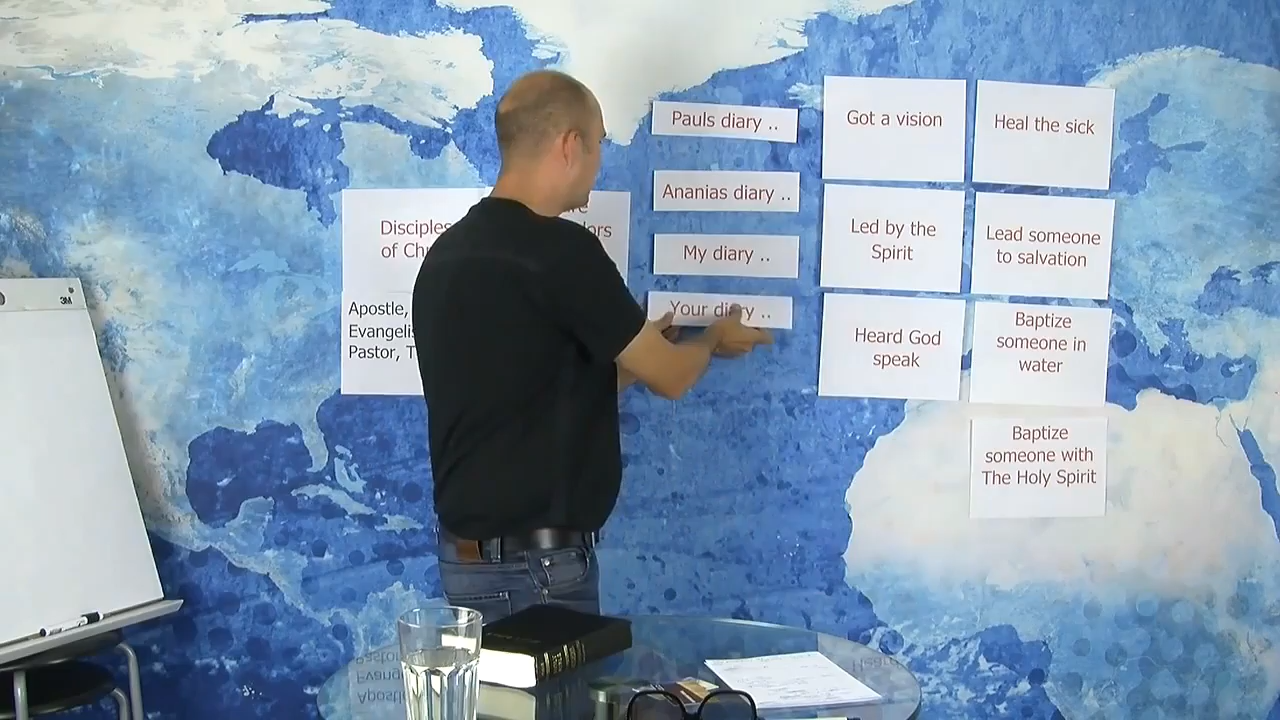 Disciples
of
Apostle,
Pastor,
Pauls diary ..
Ananias diary ..
My diary ..
Your diary ..
Got a vision
Led by the
Spirit
Heard God
speak
Heal the sick
Lead someone
to salvation
Baptize
someone in
water
Baptize
someone with
The Holy Spirit
3M